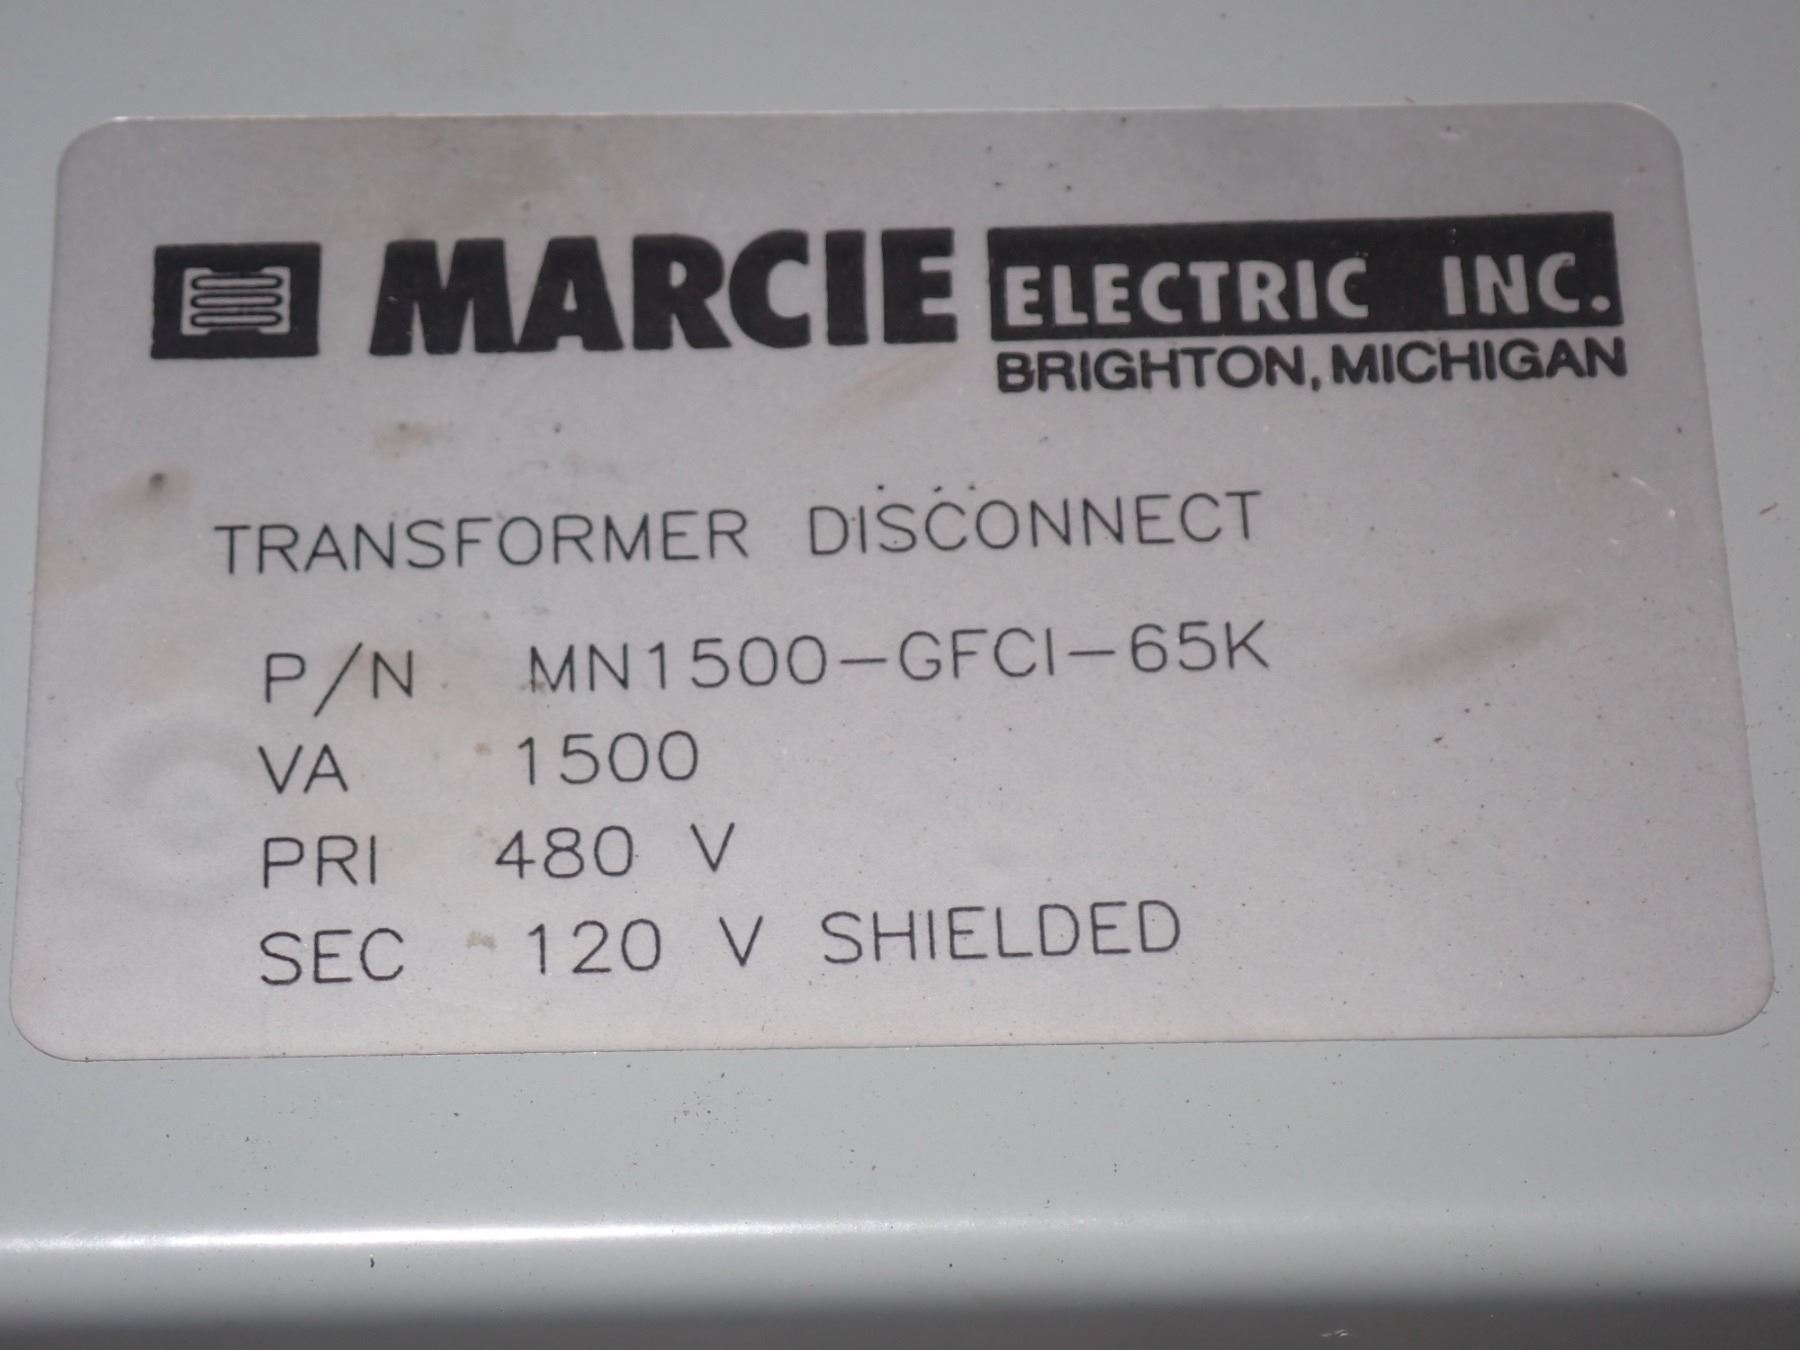 MARCIE ELECTRIC INC.
BRIGHTON, MICHIGAN
TRANSFORMER DISCONNECT
P/N MN1500-GFCI-65K
VA 1500
PRI 480 V
SEC 120 V SHIELDED